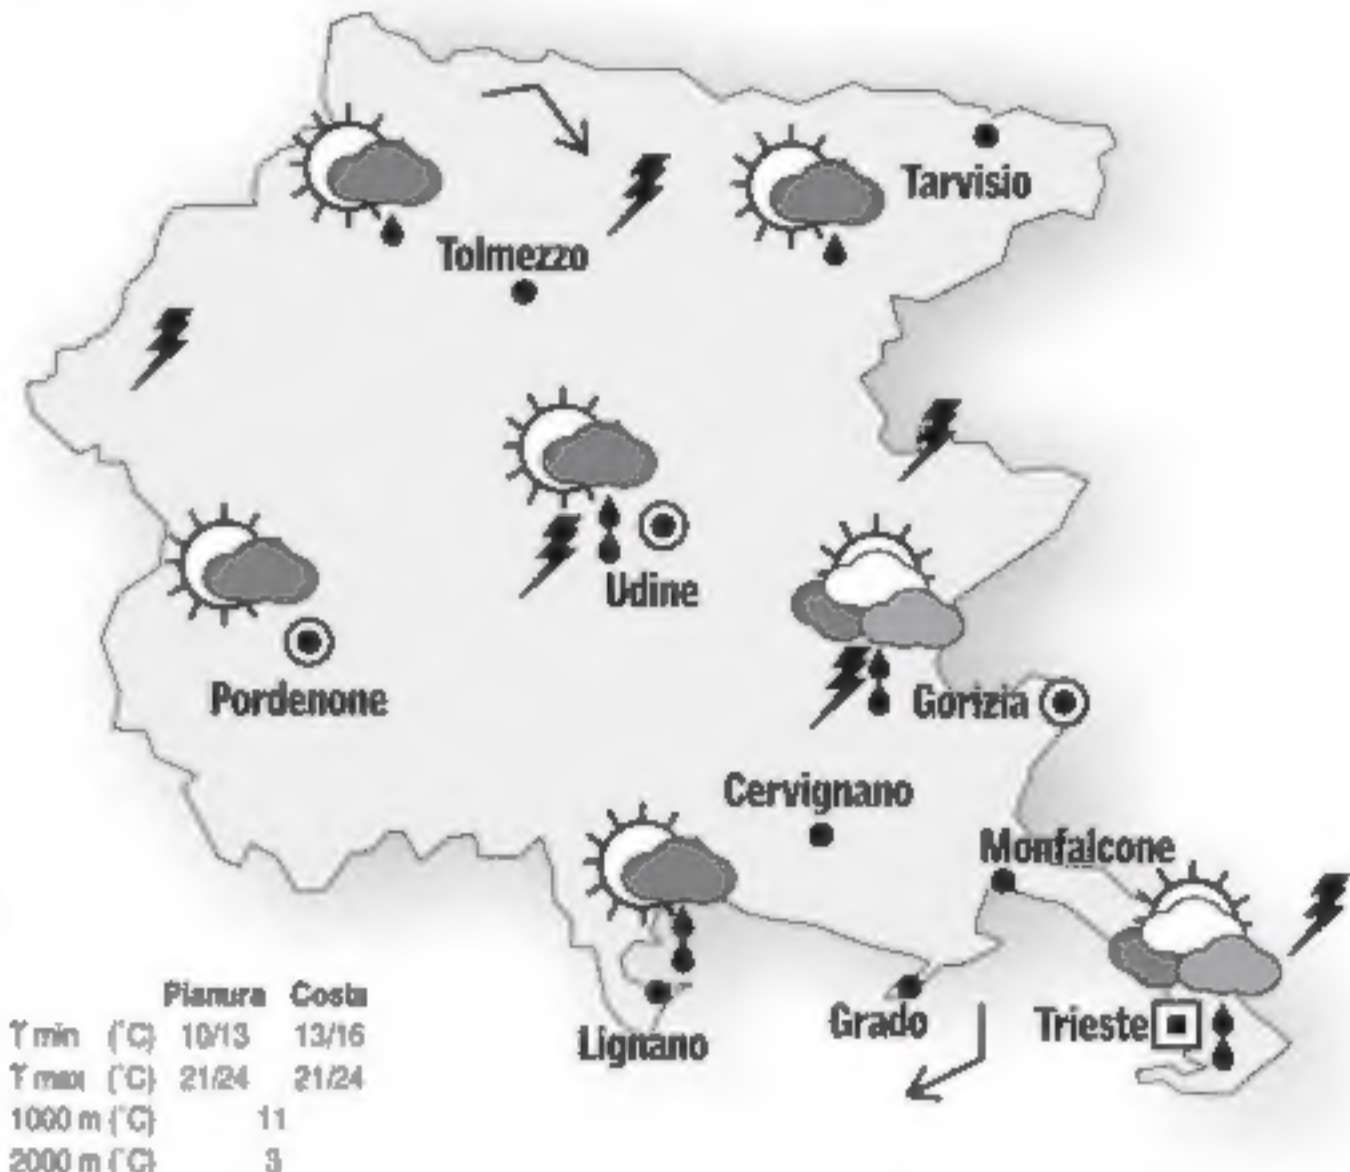 Tarvisio
Tolmezzo
Udine
Pordenone
Gorizia
Cervignano
Monfalcone
Lignano
Grado
Trieste
Pianura Costa
T min (°C) 10/13 13/16
T max (°C) 21/24 21/24
1000 m (°C) 11
2000 m (°C) 3